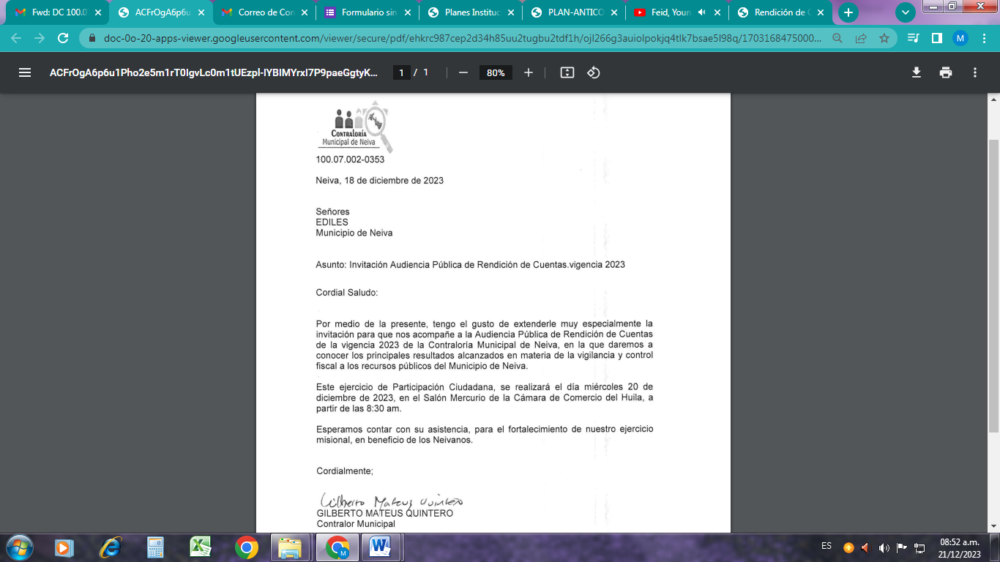 Fwd: DC 100.0
ACFrOgA6p6u
Correo de Con
Formulario sin
Planes Instituc
PLAN-ANTICO
Feid, Youn
Rendición de C
doc-0o-20-apps-viewer.googleusercontent.com/viewer/secure/pdf/ehkrc987cep2d34h85uu2tugbu2tdf1h/ojl266g3auiolpokjq4tlk7bsae5l98q/1703168475000...
M
ACFrOgA6p6u1Pho2e5m1rT0IgvLc0m1tUEzpl-IYBIMYrxI7P9paeGgtyK...
1 / 1
80%
CONTRALORÍA
Municipal de Neiva
100.07.002-0353
Neiva, 18 de diciembre de 2023
Señores
EDILES
Municipio de Neiva
Asunto: Invitación Audiencia Pública de Rendición de Cuentas.vigencia 2023
Cordial Saludo:
Por medio de la presente, tengo el gusto de extenderle muy especialmente la
invitación para que nos acompañe a la Audiencia Pública de Rendición de Cuentas
de la vigencia 2023 de la Contraloría Municipal de Neiva, en la que daremos a
conocer los principales resultados alcanzados en materia de la vigilancia y control
fiscal a los recursos públicos del Municipio de Neiva.
Este ejercicio de Participación Ciudadana, se realizará el día miércoles 20 de
diciembre de 2023, en el Salón Mercurio de la Cámara de Comercio del Huila, a
partir de las 8:30 am.
Esperamos contar con su asistencia, para el fortalecimiento de nuestro ejercicio
misional, en beneficio de los Neivanos.
Cordialmente;
Gilberto Mateus Quintero
GILBERTO MATEUS QUINTERO
Contralor Municipal
ES
08:52 a.m.
21/12/2023